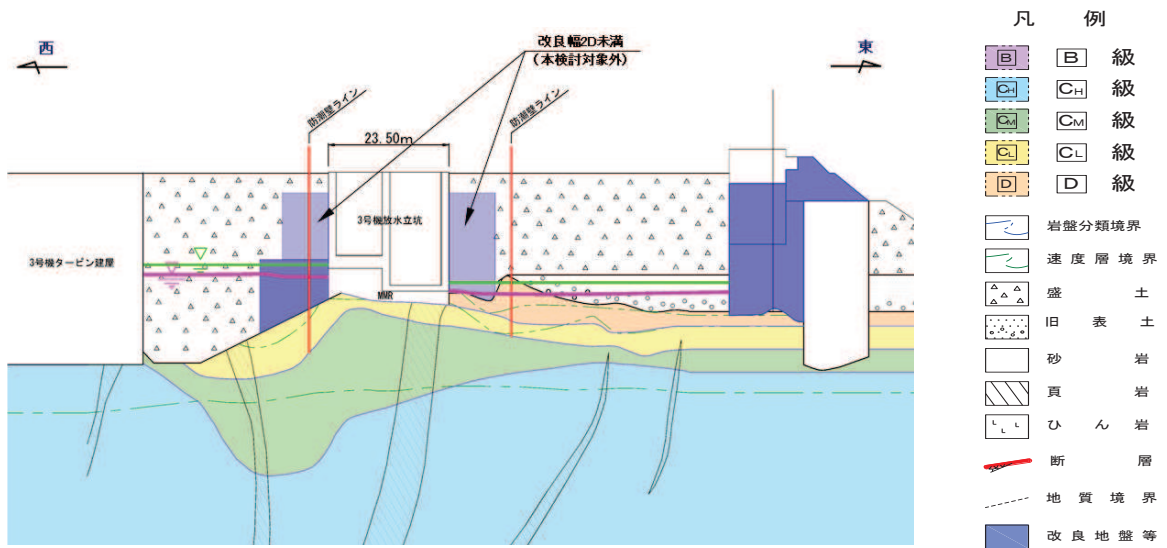 西
改良幅2D未満
(本検討対象外)
東
防潮壁ライン
23.50m
防潮壁ライン
3号機放水立坑
3号機タービン建屋
MMR
凡 例
B B 級
CH CH 級
CM CM 級
CL CL 級
D D 級
岩盤分類境界
速度層境界
盛土
旧表土
砂岩
頁岩
ひん岩
断層
地質境界
改良地盤等